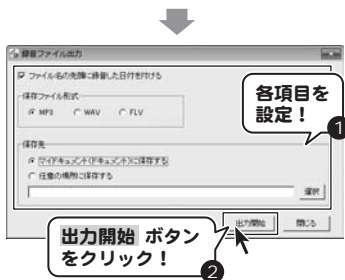 録音ファイル出力
ファイル名の先頭に録音した日付を付ける
保存ファイル形式
MP3 WAV FLV
各項目を
設定!
1
保存先
マイドキュメント(ドキュメント)に保存する
任意の場所に保存する
選択
出力開始 閉じる
出力開始 ボタン
をクリック!
2